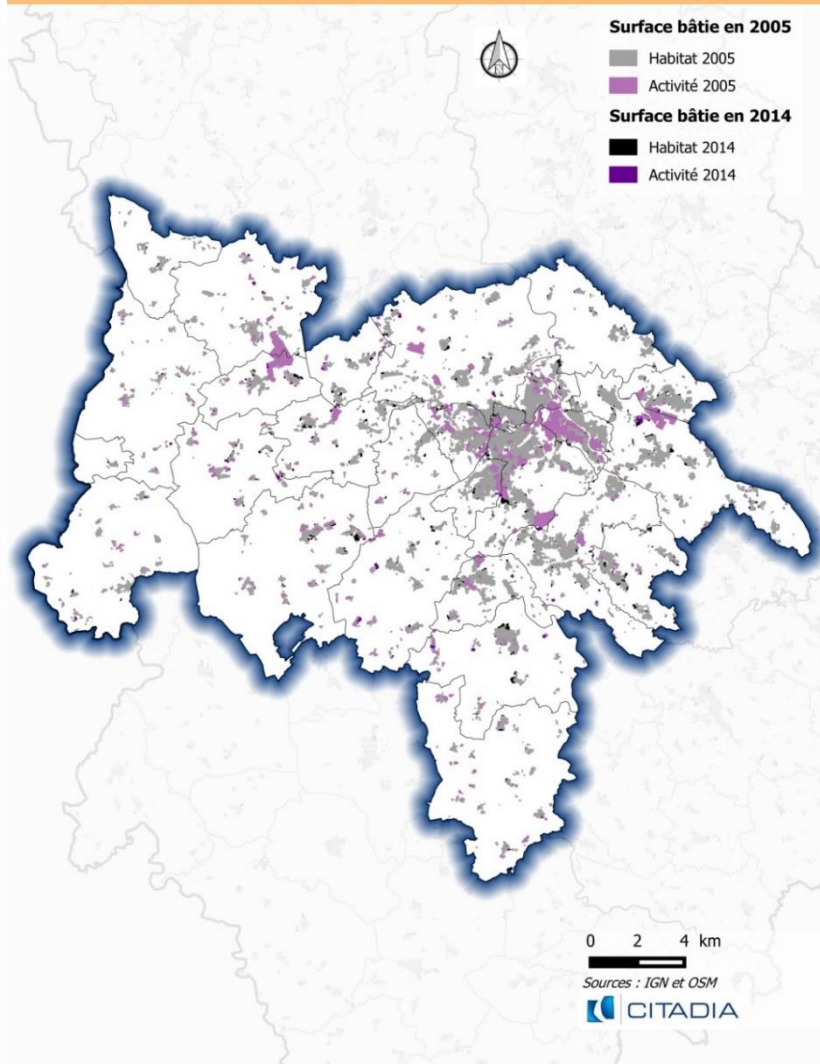 Surface bâtie en 2005
Habitat 2005
Activité 2005
Surface bâtie en 2014
Habitat 2014
Activité 2014
N
0 2 4 km
Sources : IGN et OSM
CITADIA